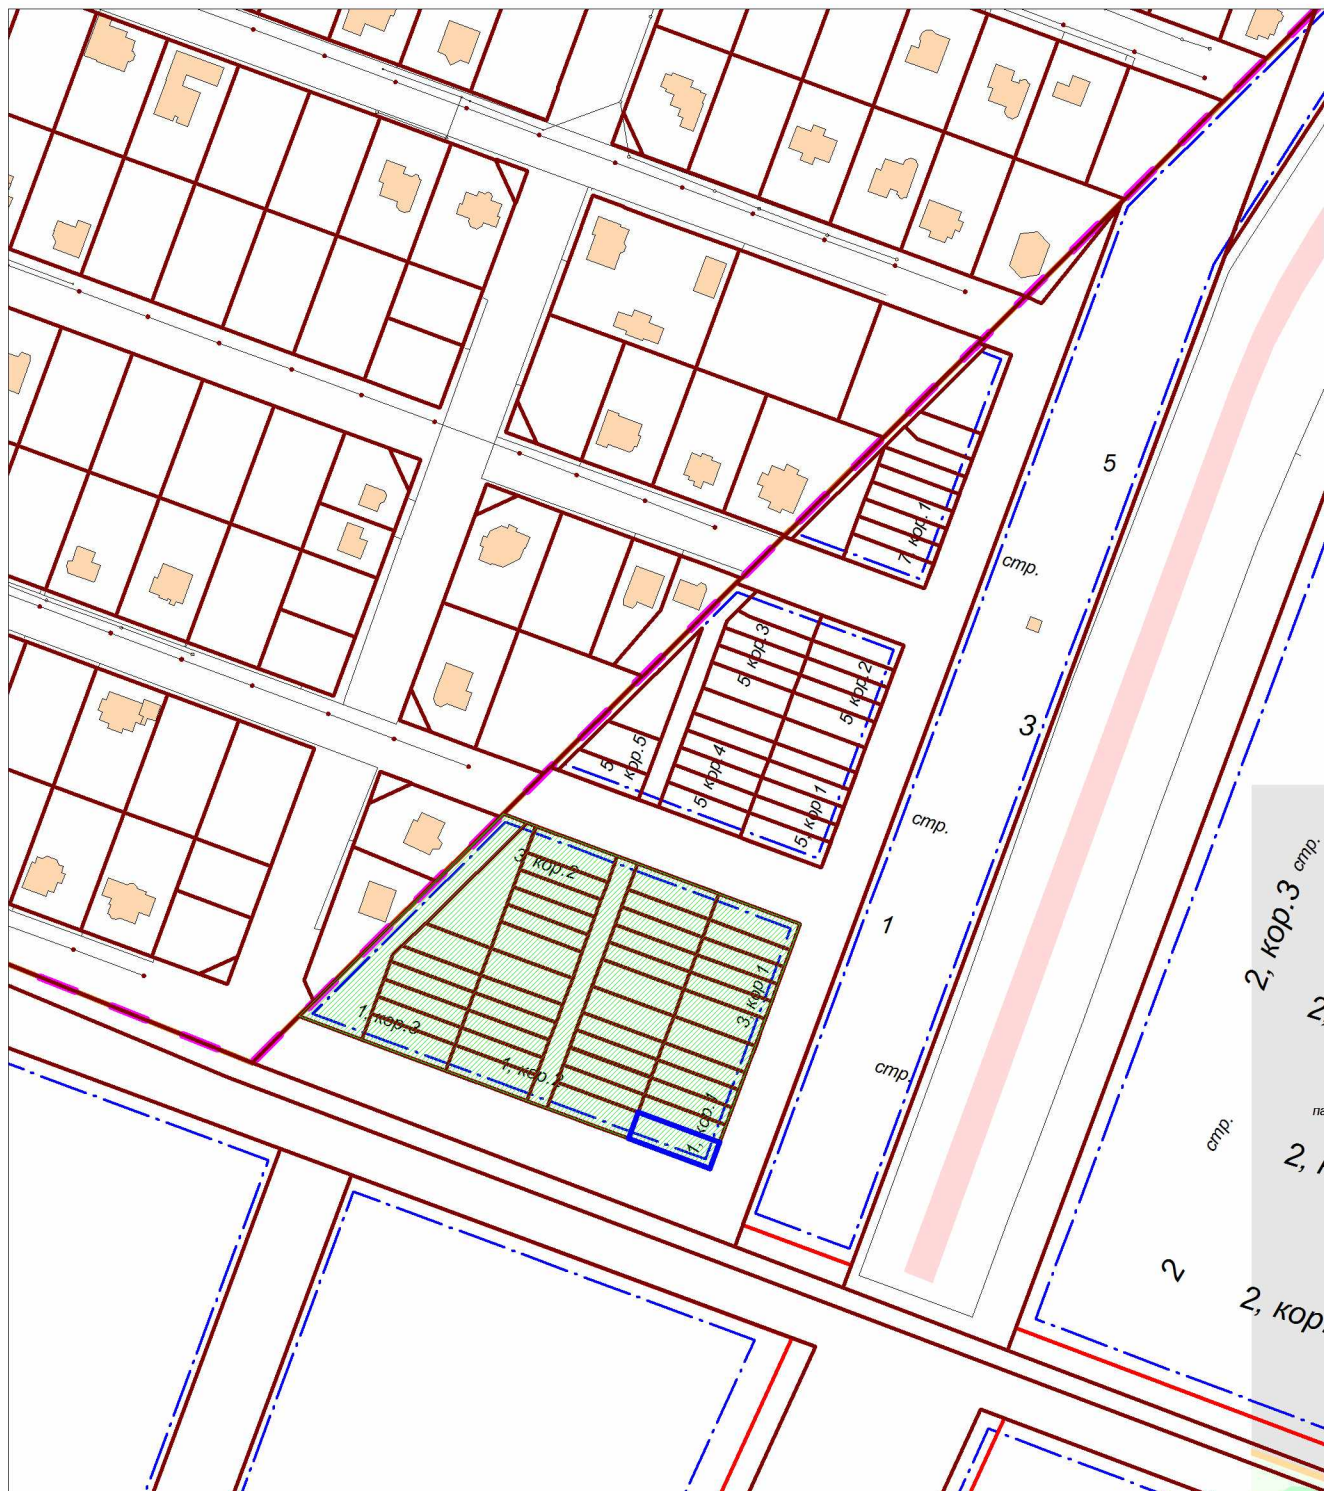 5
7, кор.1
стр.
5, кор.3
5, кор.2
3
5,
кор.5
5, кор.4
5, кор.1
стр.
3, кор.2
стр.
2, кор.3
1
3, кор.1
2,
1, кор.3
стр.
1, кор.2
1, кор.1
стр.
2,
2
2, кор.